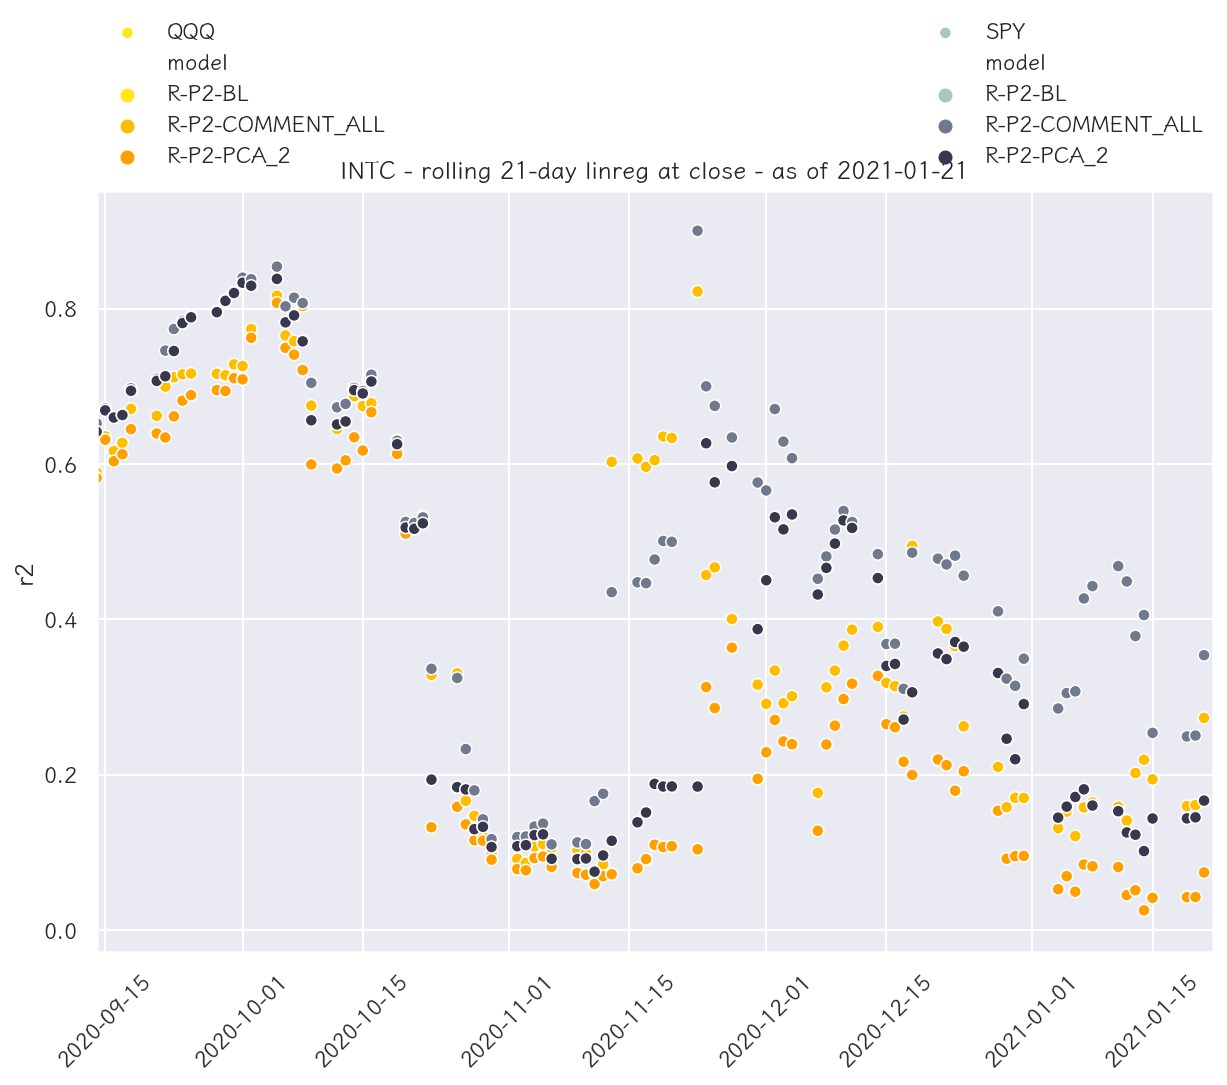 QQQ
model
R-P2-BL
R-P2-COMMENT_ALL
R-P2-PCA_2
SPY
model
R-P2-BL
R-P2-COMMENT_ALL
R-P2-PCA_2
INTC - rolling 21-day linreg at close - as of 2021-01-21
r2
0.8
0.6
0.4
0.2
0.0
2020-09-15
2020-10-01
2020-10-15
2020-11-01
2020-11-15
2020-12-01
2020-12-15
2021-01-01
2021-01-15